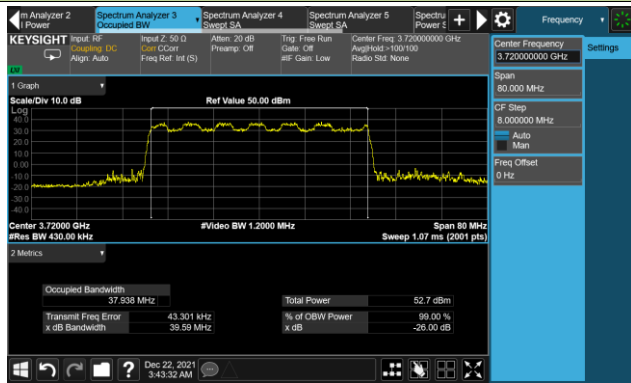 m Analyzer 2
l Power
Spectrum Analyzer 3
Occupied BW
Spectrum Analyzer 4
Swept SA
Spectrum Analyzer 5
Swept SA
Spectru
Power S
Frequency
KEYSIGHT
Input: RF
Coupling: DC
Align: Auto
Input Z: 50 Ω
Corr CCorr
Freq Ref: Int (S)
Atten: 20 dB
Preamp: Off
Trig: Free Run
Gate: Off
#IF Gain: Low
Center Freq: 3.720000000 GHz
Avg|Hold:>100/100
Radio Std: None
Center Frequency
3.720000000 GHz
Settings
Span
80.000 MHz
CF Step
8.000000 MHz
Auto
Man
Freq Offset
0 Hz
1 Graph
Scale/Div 10.0 dB
Ref Value 50.00 dBm
Log
40.0
30.0
20.0
10.0
0.00
-10.0
-20.0
-30.0
-40.0
Center 3.72000 GHz
#Res BW 430.00 kHz
#Video BW 1.2000 MHz
Span 80 MHz
Sweep 1.07 ms (2001 pts)
2 Metrics
Occupied Bandwidth
37.938 MHz
Total Power 52.7 dBm
Transmit Freq Error 43.301 kHz
% of OBW Power 99.00 %
x dB Bandwidth 39.59 MHz
x dB -26.00 dB
Dec 22, 2021
3:43:32 AM